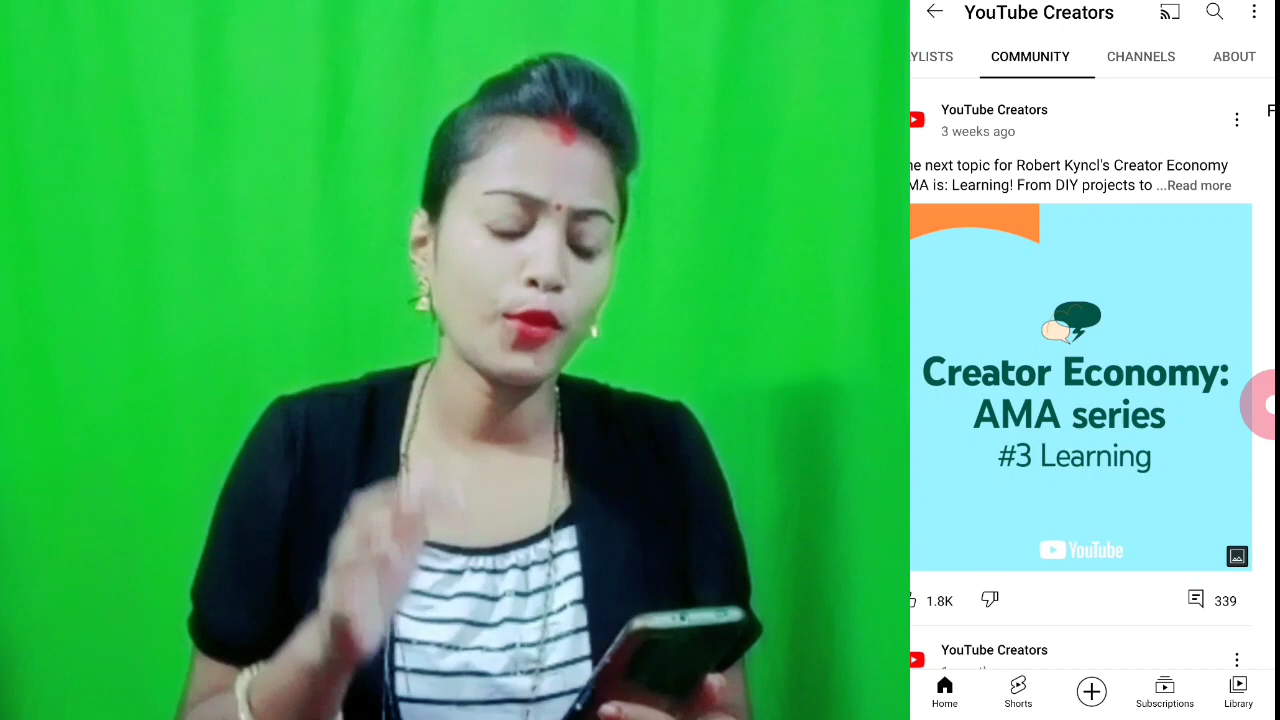 YouTube Creators
YLISTS COMMUNITY CHANNELS ABOUT
YouTube Creators
3 weeks ago
he next topic for Robert Kyncl's Creator Economy
MA is: Learning! From DIY projects to ...Read more
Creator Economy:
AMA series
#3 Learning
YouTube
1.8K 339
YouTube Creators
Home Shorts Subscriptions Library